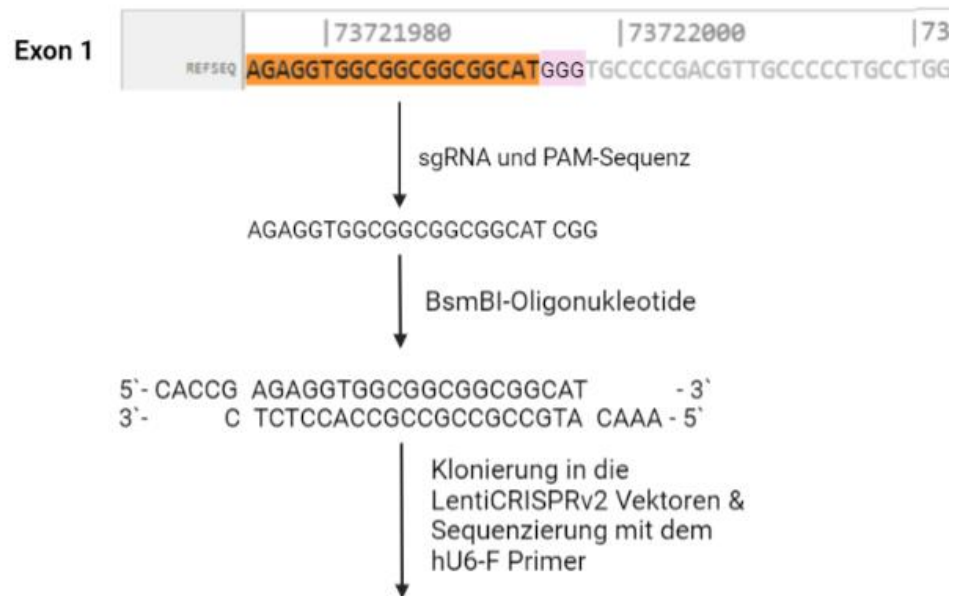 |73721980 |73722000 |73
Exon 1
REFSEQ AGAGGTGGCGGCGGCGGCATGGGTGCCCCGACGTTGCCCCCTGCCTGG
sgRNA und PAM-Sequenz
AGAGGTGGCGGCGGCGGCAT CGG
BsmBI-Oligonukleotide
5`- CACCG AGAGGTGGCGGCGGCGGCAT - 3`
3`- C TCTCCACCGCCGCCGCCGTA CAAA - 5`
Klonierung in die
LentiCRISPRv2 Vektoren &
Sequenzierung mit dem
hU6-F Primer